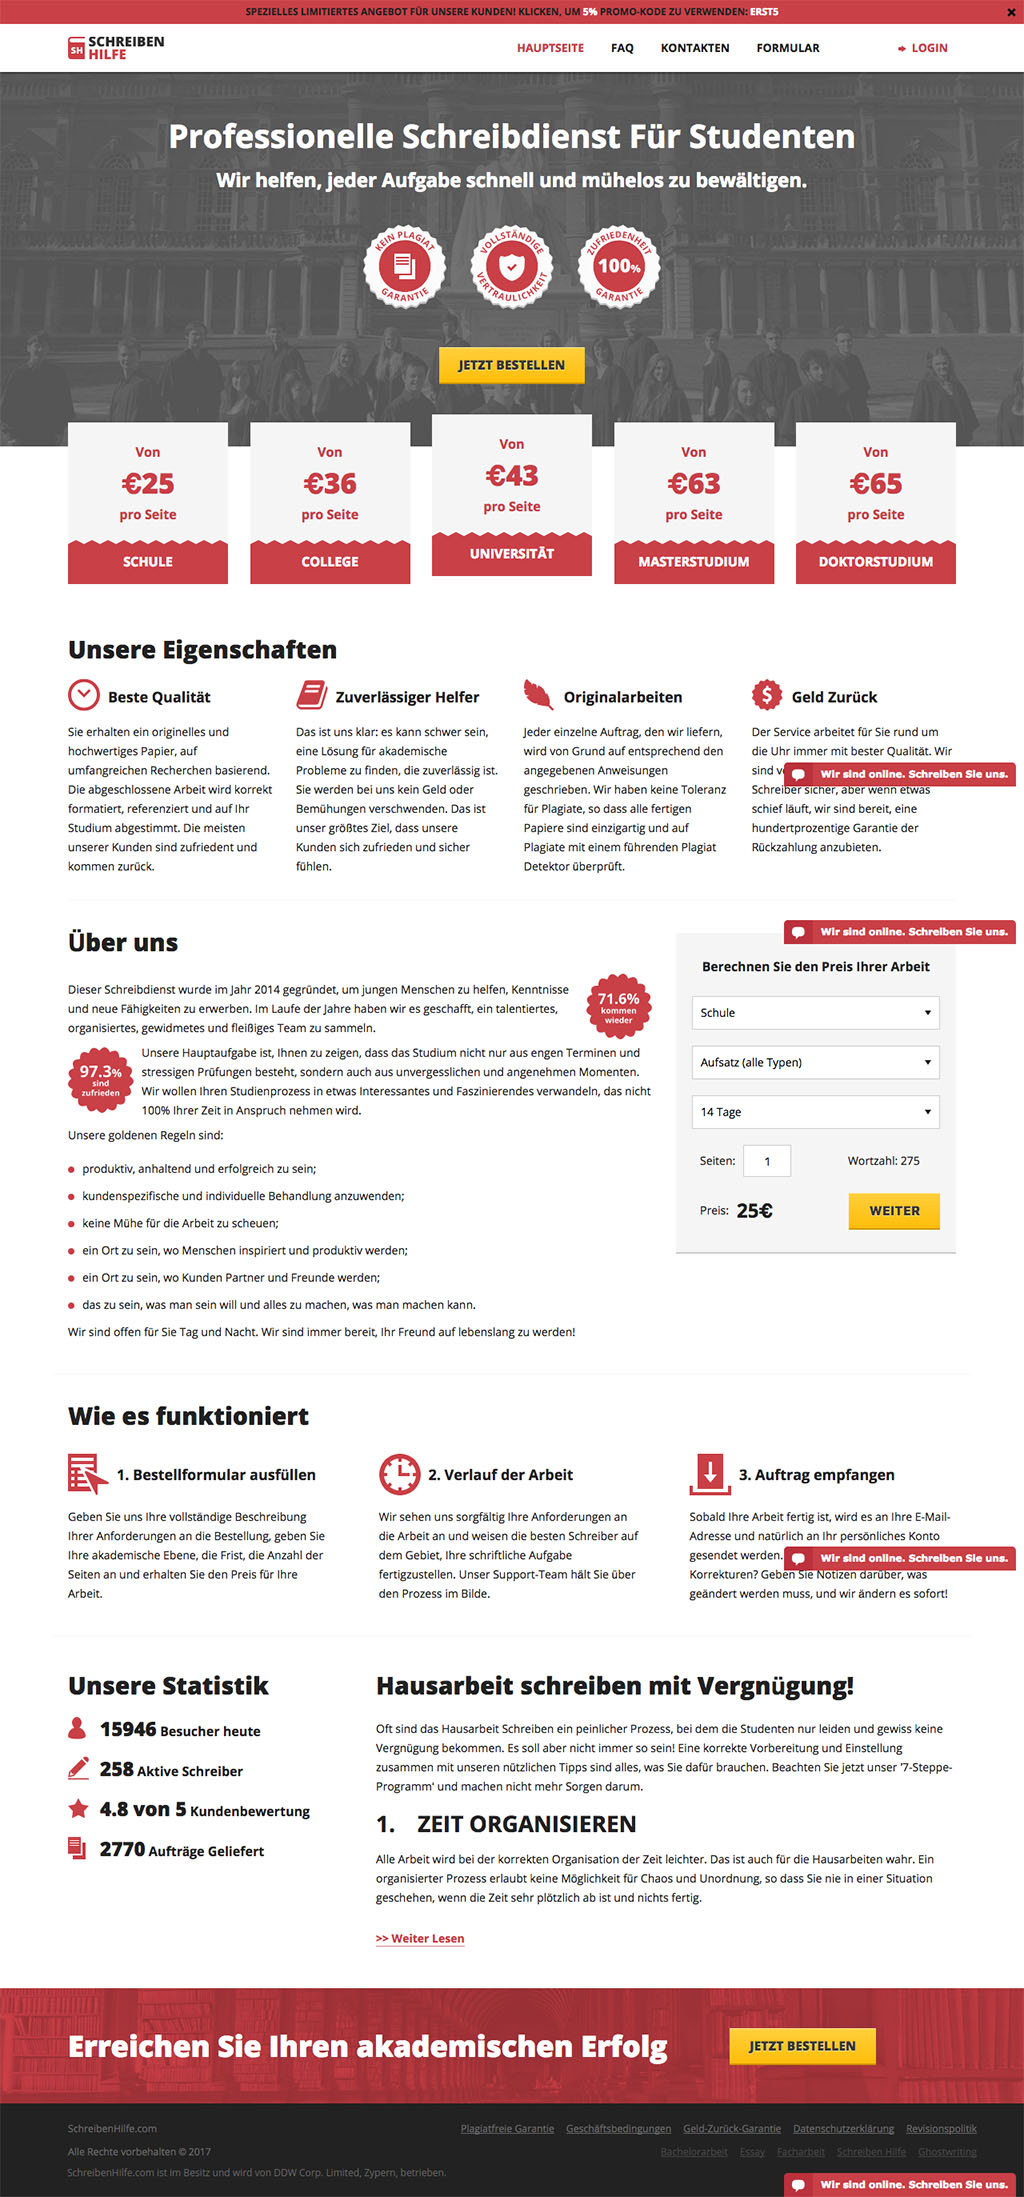 SPEZIELLES LIMITIERTES ANGEBOT FÜR UNSERE KUNDEN! KLICKEN, UM 5% PROMO-KODE ZU VERWENDEN: ERST5
SH SCHREIBEN HILFE
HAUPTSEITE FAQ KONTAKTEN FORMULAR LOGIN
Professionelle Schreibdienst Für Studenten
Wir helfen, jeder Aufgabe schnell und mühelos zu bewältigen.
KEIN PLAGIAT GARANTIE
VOLLSTÄNDIGE VERTRAULICHKEIT
ZUFRIEDENHEIT 100% GARANTIE
JETZT BESTELLEN
Von
€25
pro Seite
SCHULE
Von
€36
pro Seite
COLLEGE
Von
€43
pro Seite
UNIVERSITÄT
Von
€63
pro Seite
MASTERSTUDIUM
Von
€65
pro Seite
DOKTORSTUDIUM
Unsere Eigenschaften
Beste Qualität
Sie erhalten ein originelles und
hochwertiges Papier, auf
umfangreichen Recherchen basierend.
Die abgeschlossene Arbeit wird korrekt
formatiert, referenziert und auf Ihr
Studium abgestimmt. Die meisten
unserer Kunden sind zufriedent und
kommen zurück.
Zuverlässiger Helfer
Das ist uns klar: es kann schwer sein,
eine Lösung für akademische
Probleme zu finden, die zuverlässig ist.
Sie werden bei uns kein Geld oder
Bemühungen verschwenden. Das ist
unser größtes Ziel, dass unsere
Kunden sich zufrieden und sicher
fühlen.
Originalarbeiten
Jeder einzelne Auftrag, den wir liefern,
wird von Grund auf entsprechend den
angegebenen Anweisungen
geschrieben. Wir haben keine Toleranz
für Plagiate, so dass alle fertigen
Papiere sind einzigartig und auf
Plagiate mit einem führenden Plagiat
Detektor überprüft.
Geld Zurück
Der Service arbeitet für Sie rund um
die Uhr immer mit bester Qualität. Wir
sind
Wir sind online. Schreiben Sie uns.
Schreiber sicher, aber wenn etwas
schief läuft, wir sind bereit, eine
hundertprozentige Garantie der
Rückzahlung anzubieten.
Über uns
Dieser Schreibdienst wurde im Jahr 2014 gegründet, um jungen Menschen zu helfen, Kenntnisse
und neue Fähigkeiten zu erwerben. Im Laufe der Jahre haben wir es geschafft, ein talentiertes,
organisiertes, gewidmetes und fleißiges Team zu sammeln.
71.6%
kommen
wieder
97.3%
sind
zufrieden
Unsere Hauptaufgabe ist, Ihnen zu zeigen, dass das Studium nicht nur aus engen Terminen und
stressigen Prüfungen besteht, sondern auch aus unvergesslichen und angenehmen Momenten.
Wir wollen Ihren Studienprozess in etwas Interessantes und Faszinierendes verwandeln, das nicht
100% Ihrer Zeit in Anspruch nehmen wird.
Unsere goldenen Regeln sind:
produktiv, anhaltend und erfolgreich zu sein;
kundenspezifische und individuelle Behandlung anzuwenden;
keine Mühe für die Arbeit zu scheuen;
ein Ort zu sein, wo Menschen inspiriert und produktiv werden;
ein Ort zu sein, wo Kunden Partner und Freunde werden;
das zu sein, was man sein will und alles zu machen, was man machen kann.
Wir sind offen für Sie Tag und Nacht. Wir sind immer bereit, Ihr Freund auf lebenslang zu werden!
Wir sind online. Schreiben Sie uns.
Berechnen Sie den Preis Ihrer Arbeit
Schule
Aufsatz (alle Typen)
14 Tage
Seiten: 1 Wortzahl: 275
Preis: 25€ WEITER
Wie es funktioniert
1. Bestellformular ausfüllen
Geben Sie uns Ihre vollständige Beschreibung
Ihrer Anforderungen an die Bestellung, geben Sie
Ihre akademische Ebene, die Frist, die Anzahl der
Seiten an und erhalten Sie den Preis für Ihre
Arbeit.
2. Verlauf der Arbeit
Wir sehen uns sorgfältig Ihre Anforderungen an
die Arbeit an und weisen die besten Schreiber auf
dem Gebiet, Ihre schriftliche Aufgabe
fertigzustellen. Unser Support-Team hält Sie über
den Prozess im Bilde.
3. Auftrag empfangen
Sobald Ihre Arbeit fertig ist, wird es an Ihre E-Mail-
Adresse und natürlich an Ihr persönliches Konto
gesendet werden.
Wir sind online. Schreiben Sie uns.
Korrekturen? Geben Sie Notizen darüber, was
geändert werden muss, und wir ändern es sofort!
Unsere Statistik
15946 Besucher heute
258 Aktive Schreiber
4.8 von 5 Kundenbewertung
2770 Aufträge Geliefert
Hausarbeit schreiben mit Vergnügung!
Oft sind das Hausarbeit Schreiben ein peinlicher Prozess, bei dem die Studenten nur leiden und gewiss keine
Vergnügung bekommen. Es soll aber nicht immer so sein! Eine korrekte Vorbereitung und Einstellung
zusammen mit unseren nützlichen Tipps sind alles, was Sie dafür brauchen. Beachten Sie jetzt unser '7-Steppe-
Programm' und machen nicht mehr Sorgen darum.
1. ZEIT ORGANISIEREN
Alle Arbeit wird bei der korrekten Organisation der Zeit leichter. Das ist auch für die Hausarbeiten wahr. Ein
organisierter Prozess erlaubt keine Möglichkeit für Chaos und Unordnung, so dass Sie nie in einer Situation
geschehen, wenn die Zeit sehr plötzlich ab ist und nichts fertig.
>> Weiter Lesen
Erreichen Sie Ihren akademischen Erfolg
JETZT BESTELLEN
SchreibenHilfe.com
Plagiatfreie Garantie Geschäftsbedingungen Geld-Zurück-Garantie Datenschutzerklärung Revisionspolitik
Alle Rechte vorbehalten © 2017
Bachelorarbeit Essay Facharbeit Schreiben Hilfe Ghostwriting
SchreibenHilfe.com ist im Besitz und wird von DDW Corp. Limited, Zypern, betrieben.
Wir sind online. Schreiben Sie uns.